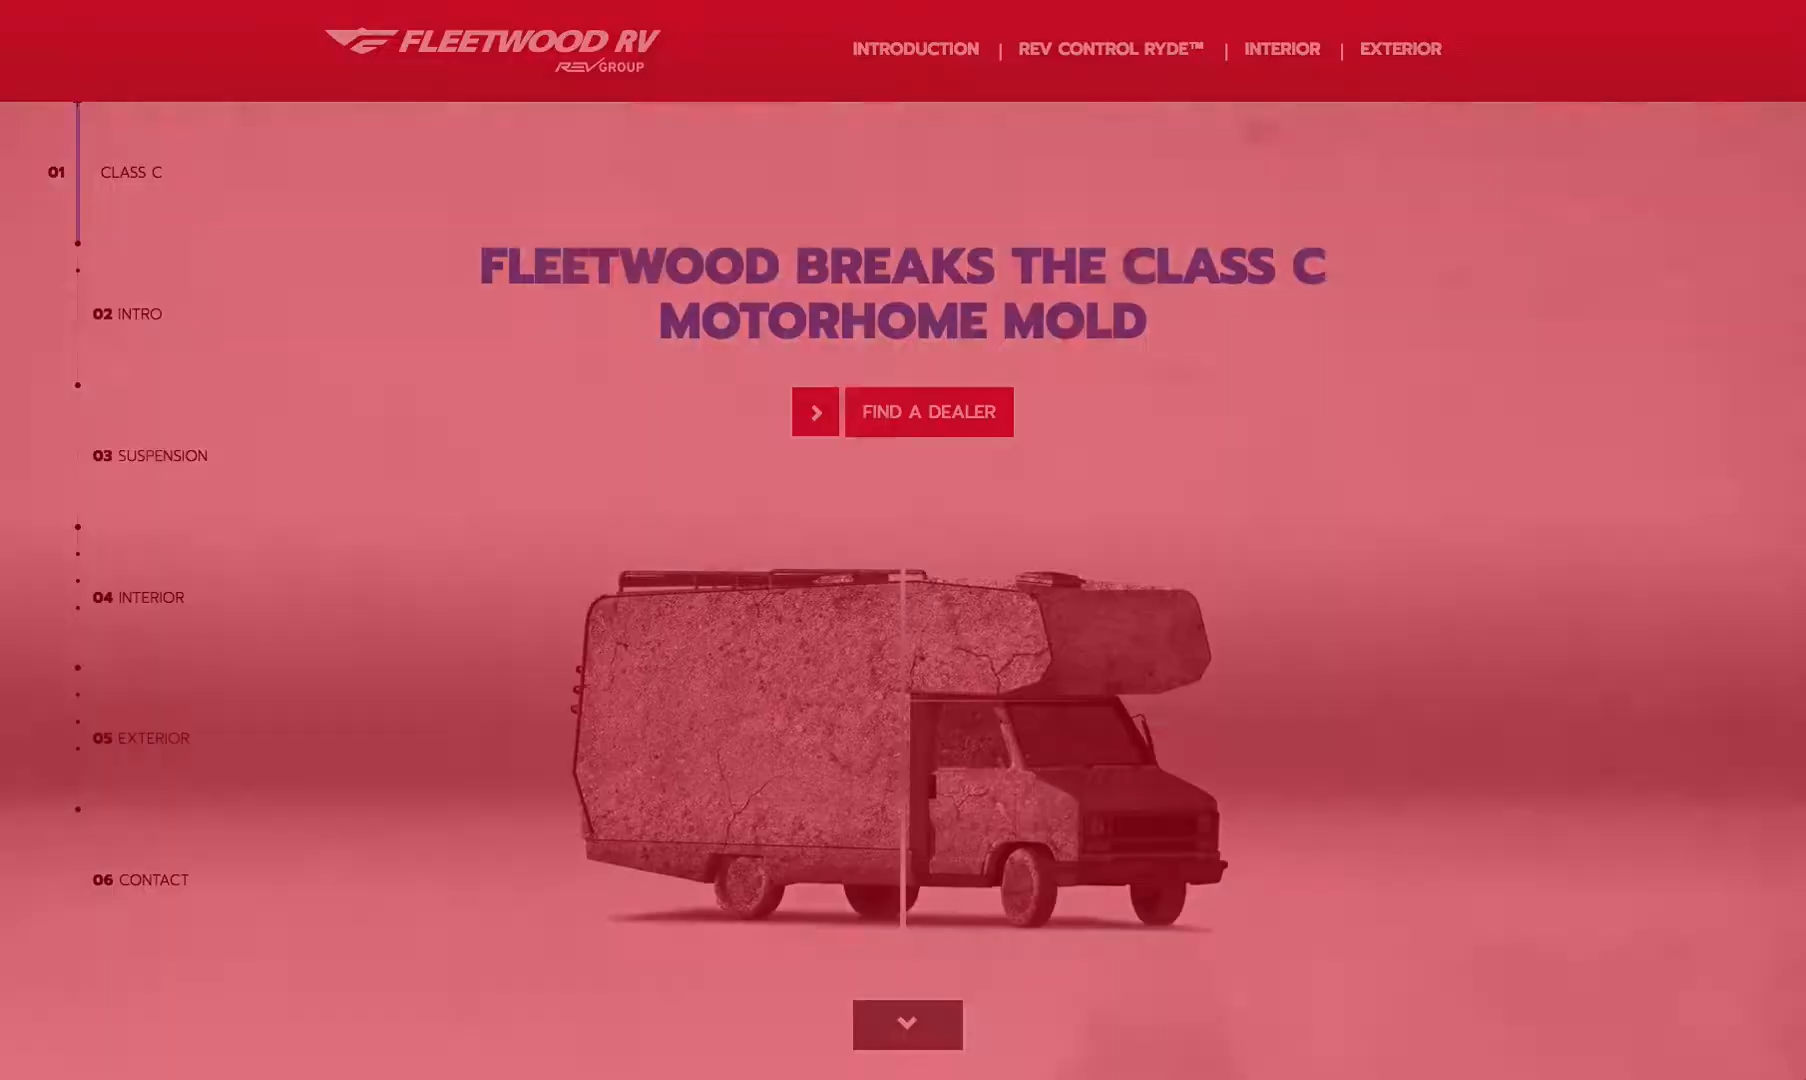 FLEETWOOD RV
REV GROUP
INTRODUCTION | REV CONTROL RYDE™ | INTERIOR | EXTERIOR
01 CLASS C
02 INTRO
03 SUSPENSION
04 INTERIOR
05 EXTERIOR
06 CONTACT
FLEETWOOD BREAKS THE CLASS C
MOTORHOME MOLD
FIND A DEALER